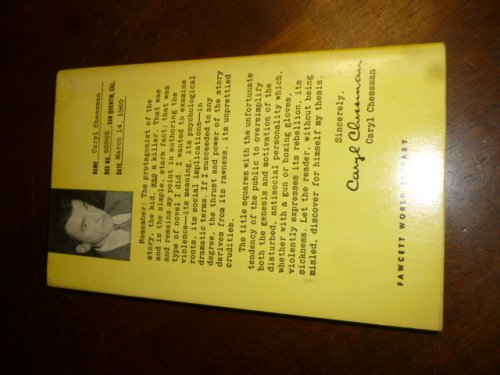 NAME, Caryl Chessman
BOX NO. 66565 SAN QUENTIN, CAL.
DATE, March 14, 1960
Remember: The protagonist of the
story, the kid, WAS a killer. That was
and is the simple, stark fact; that was
and remains my point in authoring the
type of novel I did. I wanted to examine
violence—its meaning, its psychological
roots, its social implications—in
dramatic terms. If I succeeded to any
degree, the thrust and power of the story
derives from its rawness, its unprettied
crudities.
The title squares with the unfortunate
tendency of the public to oversimplify
both the genesis and motivation of the
disturbed, antisocial personality which,
whether with a gun or boxing gloves,
violently expresses its rebellion, its
sickness. Let the reader, without being
misled, discover for himself my thesis.
Sincerely,
Caryl Chessman
Caryl Chessman
FAWCETT WORLD LIBRARY